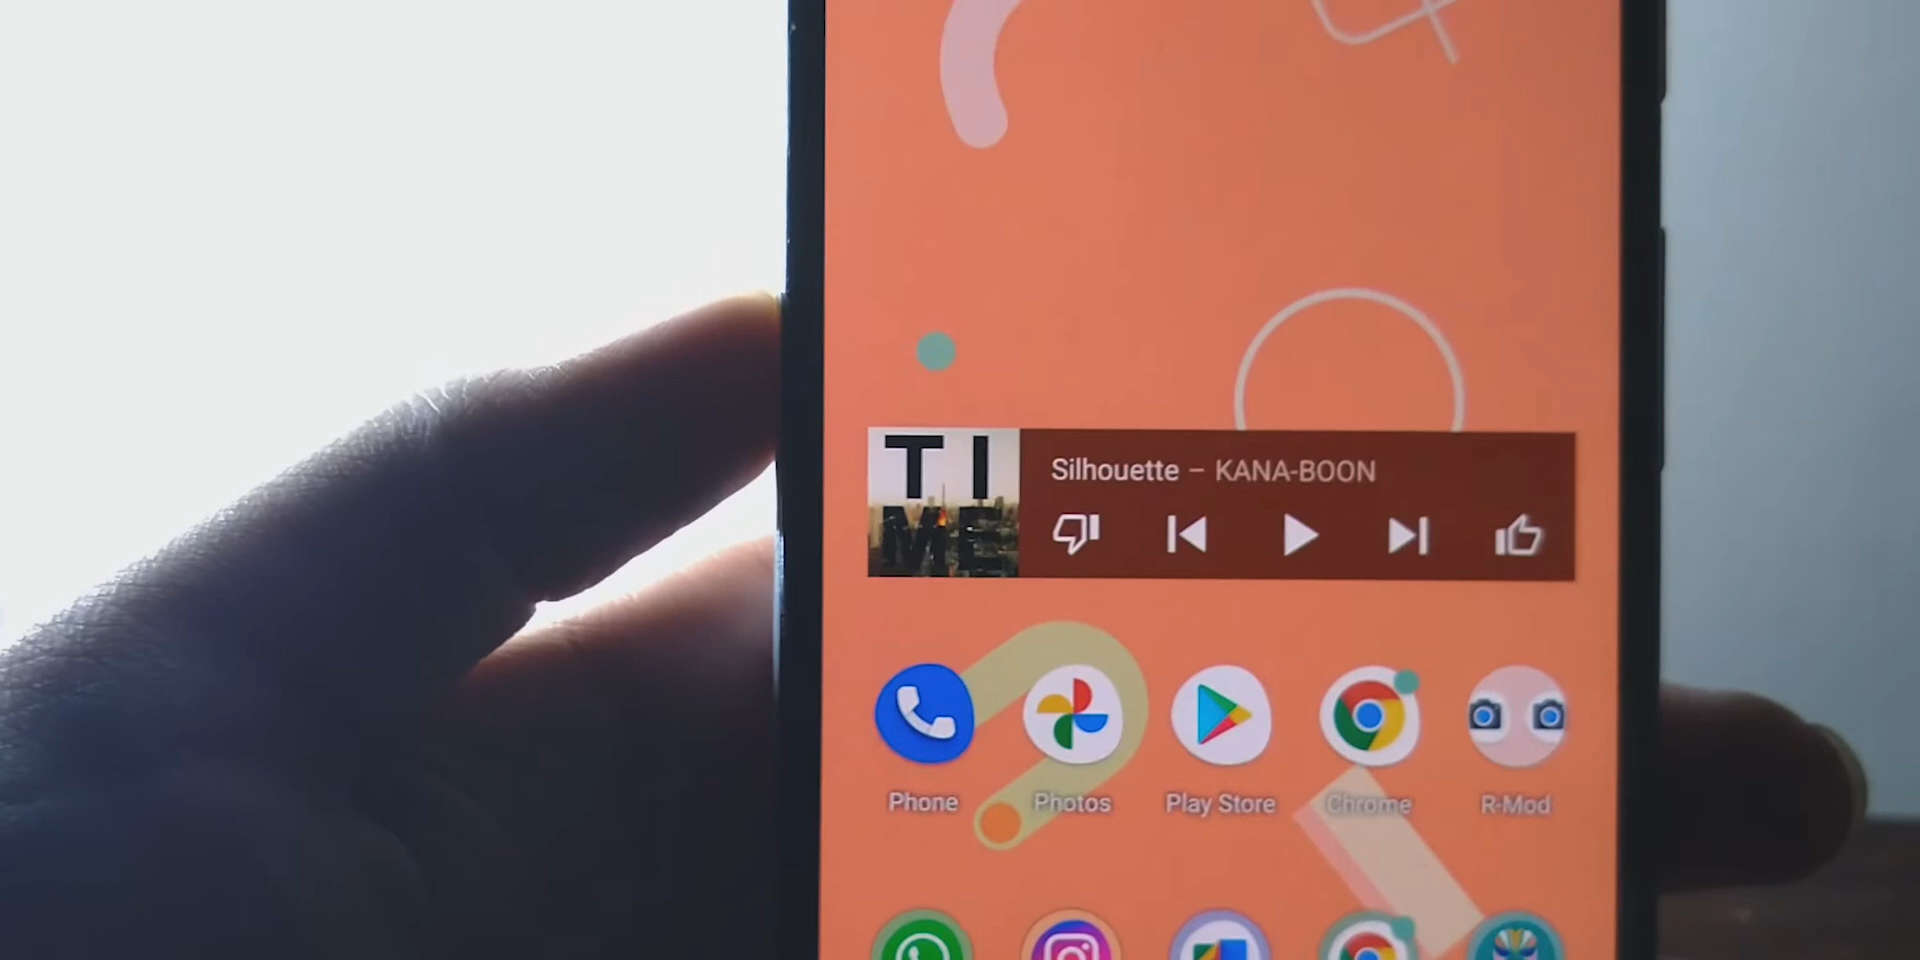 TI
ME
Silhouette – KANA-BOON
Phone
Photos
Play Store
Chrome
R-Mod